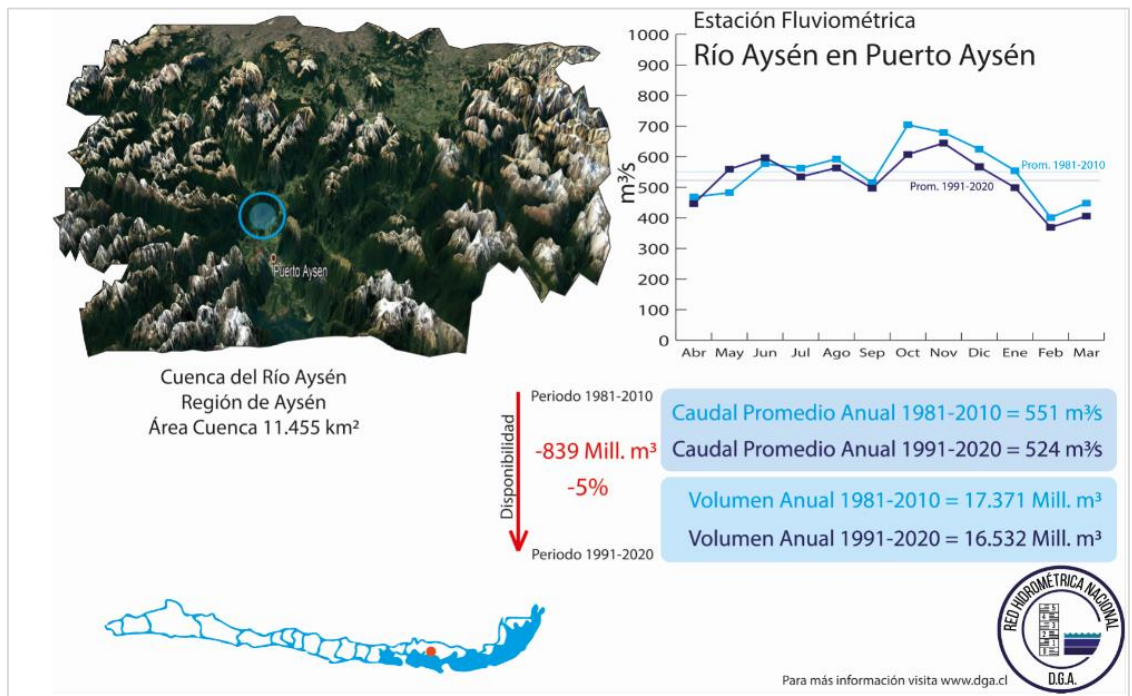 Estación Fluviométrica
Río Aysén en Puerto Aysén
1000
900
800
700
600
500
400
300
200
100
0
m³/s
Prom. 1981-2010
Prom. 1991-2020
Abr May Jun Jul Ago Sep Oct Nov Dic Ene Feb Mar
Puerto Aysen
Cuenca del Río Aysén
Región de Aysén
Área Cuenca 11.455 km²
Disponibilidad
Periodo 1981-2010
-839 Mill. m³
-5%
Periodo 1991-2020
Caudal Promedio Anual 1981-2010 = 551 m³/s
Caudal Promedio Anual 1991-2020 = 524 m³/s
Volumen Anual 1981-2010 = 17.371 Mill. m³
Volumen Anual 1991-2020 = 16.532 Mill. m³
RED HIDROMÉTRICA NACIONAL
D.G.A.
Para más información visita www.dga.cl